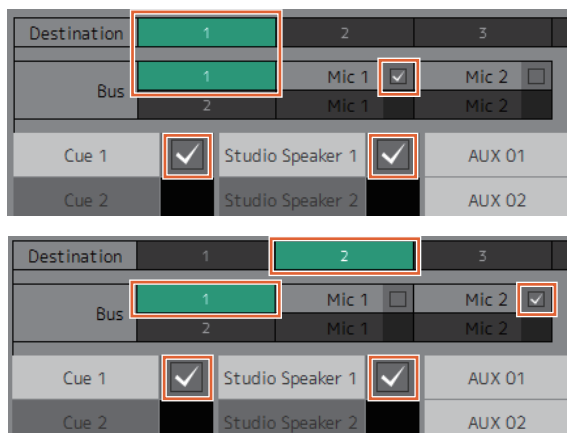 Destination 1 2 3
Bus 1 Mic 1 Mic 2
2 Mic 1 Mic 2
Cue 1 Studio Speaker 1 AUX 01
Cue 2 Studio Speaker 2 AUX 02
Destination 1 2 3
Bus 1 Mic 1 Mic 2
2 Mic 1 Mic 2
Cue 1 Studio Speaker 1 AUX 01
Cue 2 Studio Speaker 2 AUX 02